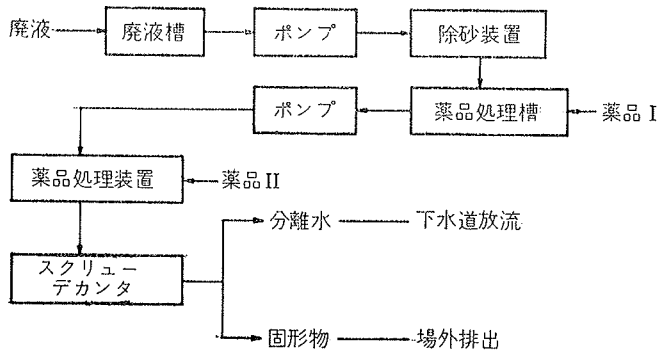 廃液
廃液槽
ポンプ
除砂装置
ポンプ
薬品処理槽
薬品 I
薬品処理装置
薬品II
分離水
下水道放流
スクリュー
デカンタ
固形物
場外排出